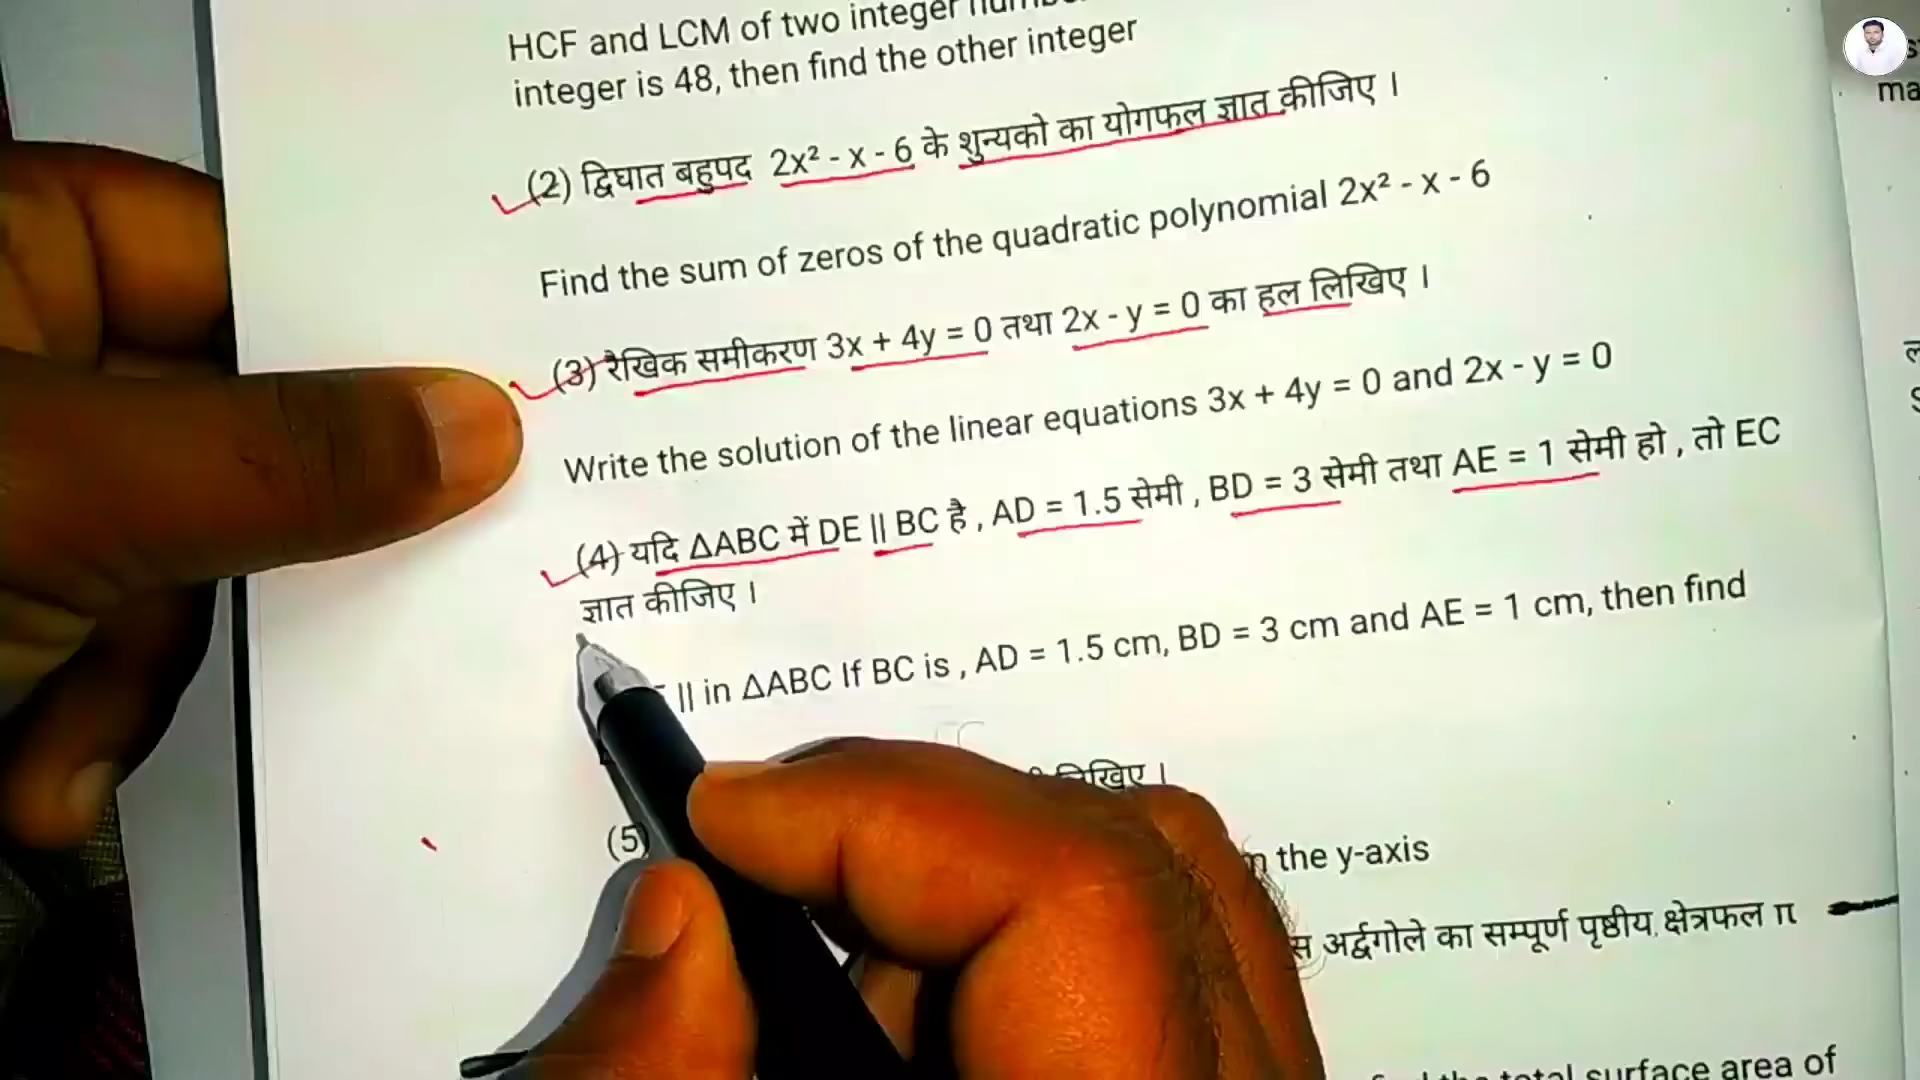 HCF and LCM of two integer
integer is 48, then find the other integer
(2) द्विघात बहुपद 2x² - x - 6 के शुन्यको का योगफल ज्ञात कीजिए ।
Find the sum of zeros of the quadratic polynomial 2x² - x - 6
(3) रैखिक समीकरण 3x + 4y = 0 तथा 2x - y = 0 का हल लिखिए ।
Write the solution of the linear equations 3x + 4y = 0 and 2x - y = 0
(4) यदि ΔABC में DE || BC है , AD = 1.5 सेमी , BD = 3 सेमी तथा AE = 1 सेमी हो , तो EC
ज्ञात कीजिए ।
|| in ΔABC If BC is , AD = 1.5 cm, BD = 3 cm and AE = 1 cm, then find
लिखिए ।
(5)
the y-axis
अर्द्धगोले का सम्पूर्ण पृष्ठीय क्षेत्रफल π
the total surface area of